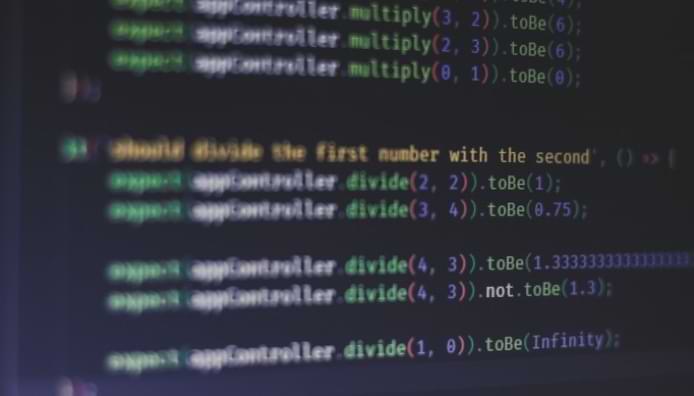 appController.multiply(3, 2)).toBe(6);
expect(appController.multiply(2, 3)).toBe(6);
expect(appController.multiply(0, 1)).toBe(0);
});
it('should divide the first number with the second', () => {
expect(appController.divide(2, 2)).toBe(1);
expect(appController.divide(3, 4)).toBe(0.75);
expect(appController.divide(4, 3)).toBe(1.3333333333333333
expect(appController.divide(4, 3)).not.toBe(1.3);
expect(appController.divide(1, 0)).toBe(Infinity);